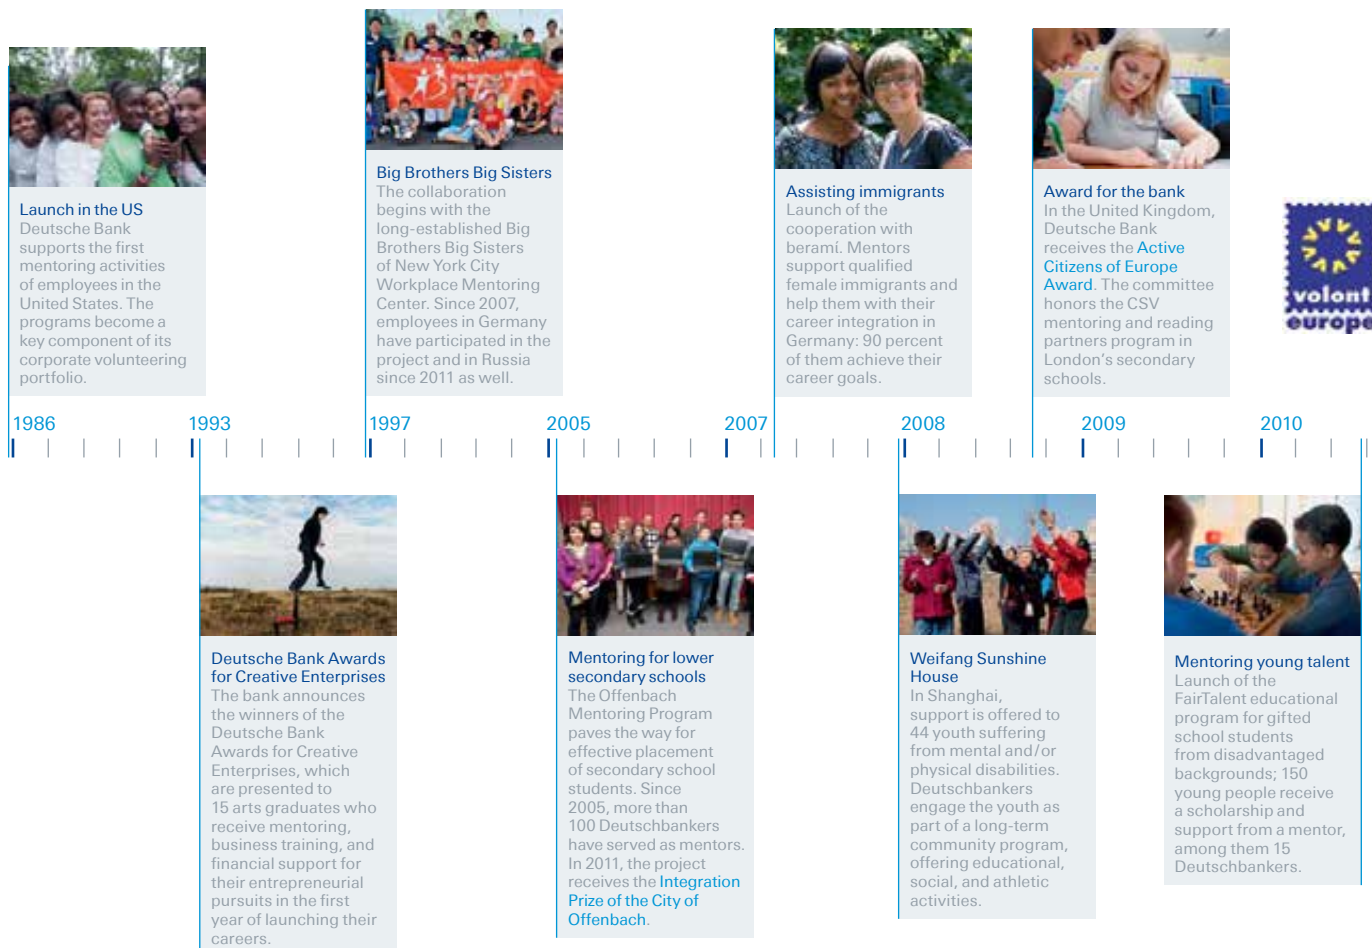 Launch in the US
Deutsche Bank
supports the first
mentoring activities
of employees in the
United States. The
programs become a
key component of its
corporate volunteering
portfolio.
Big Brothers Big Sisters
The collaboration
begins with the
long-established Big
Brothers Big Sisters
of New York City
Workplace Mentoring
Center. Since 2007,
employees in Germany
have participated in the
project and in Russia
since 2011 as well.
Assisting immigrants
Launch of the
cooperation with
beramí. Mentors
support qualified
female immigrants and
help them with their
career integration in
Germany: 90 percent
of them achieve their
career goals.
Award for the bank
In the United Kingdom,
Deutsche Bank
receives the Active
Citizens of Europe
Award. The committee
honors the CSV
mentoring and reading
partners program in
London's secondary
schools.
volont
europe
1986 1993 1997 2005 2007 2008 2009 2010
Deutsche Bank Awards
for Creative Enterprises
The bank announces
the winners of the
Deutsche Bank
Awards for Creative
Enterprises, which
are presented to
15 arts graduates who
receive mentoring,
business training, and
financial support for
their entrepreneurial
pursuits in the first
year of launching their
careers.
Mentoring for lower
secondary schools
The Offenbach
Mentoring Program
paves the way for
effective placement
of secondary school
students. Since
2005, more than
100 Deutschbankers
have served as mentors.
In 2011, the project
receives the Integration
Prize of the City of
Offenbach.
Weifang Sunshine
House
In Shanghai,
support is offered to
44 youth suffering
from mental and/or
physical disabilities.
Deutschbankers
engage the youth as
part of a long-term
community program,
offering educational,
social, and athletic
activities.
Mentoring young talent
Launch of the
FairTalent educational
program for gifted
school students
from disadvantaged
backgrounds; 150
young people receive
a scholarship and
support from a mentor,
among them 15
Deutschbankers.